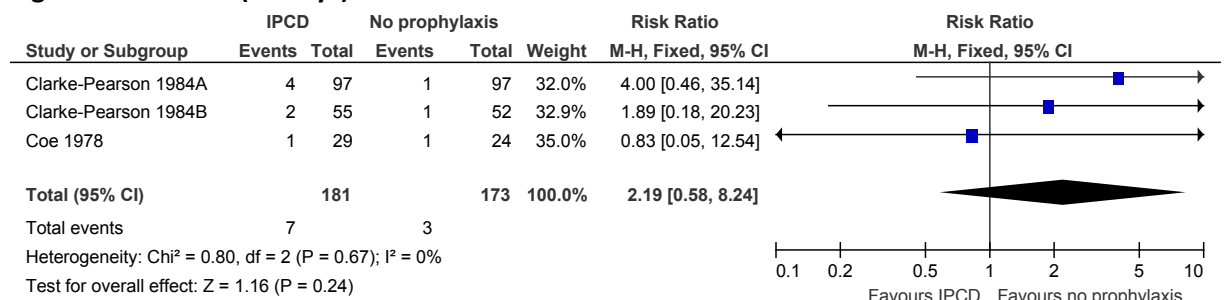 IPCD No prophylaxis Risk Ratio Risk Ratio
Study or Subgroup Events Total Events Total Weight M-H, Fixed, 95% CI M-H, Fixed, 95% CI
Clarke-Pearson 1984A 4 97 1 97 32.0% 4.00 [0.46, 35.14]
Clarke-Pearson 1984B 2 55 1 52 32.9% 1.89 [0.18, 20.23]
Coe 1978 1 29 1 24 35.0% 0.83 [0.05, 12.54]
Total (95% CI) 181 173 100.0% 2.19 [0.58, 8.24]
Total events 7 3
Heterogeneity: Chi² = 0.80, df = 2 (P = 0.67); I² = 0%
Test for overall effect: Z = 1.16 (P = 0.24)
0.1 0.2 0.5 1 2 5 10
Favours IPCD Favours no prophylaxis